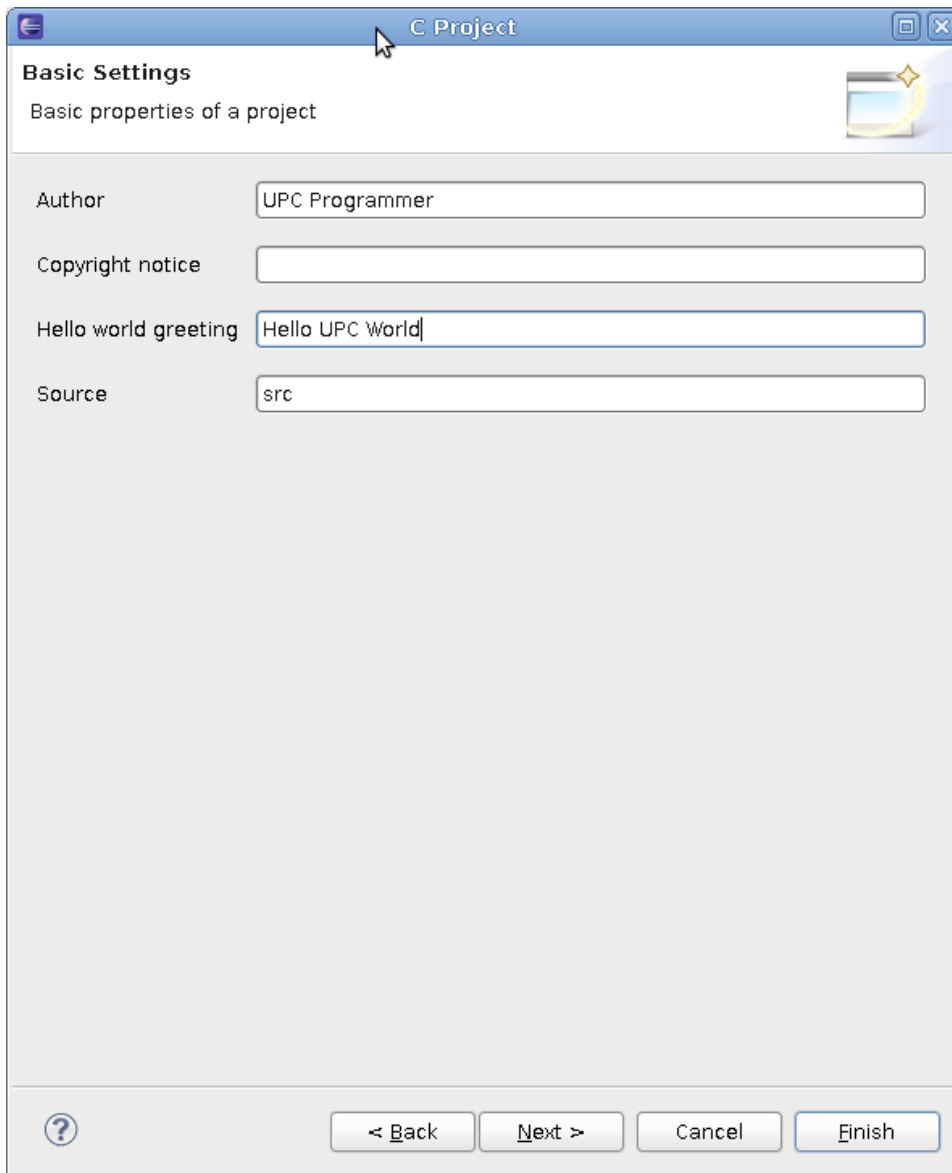 C Project
Basic Settings
Basic properties of a project
Author UPC Programmer
Copyright notice
Hello world greeting Hello UPC World
Source src
? < Back Next > Cancel Finish